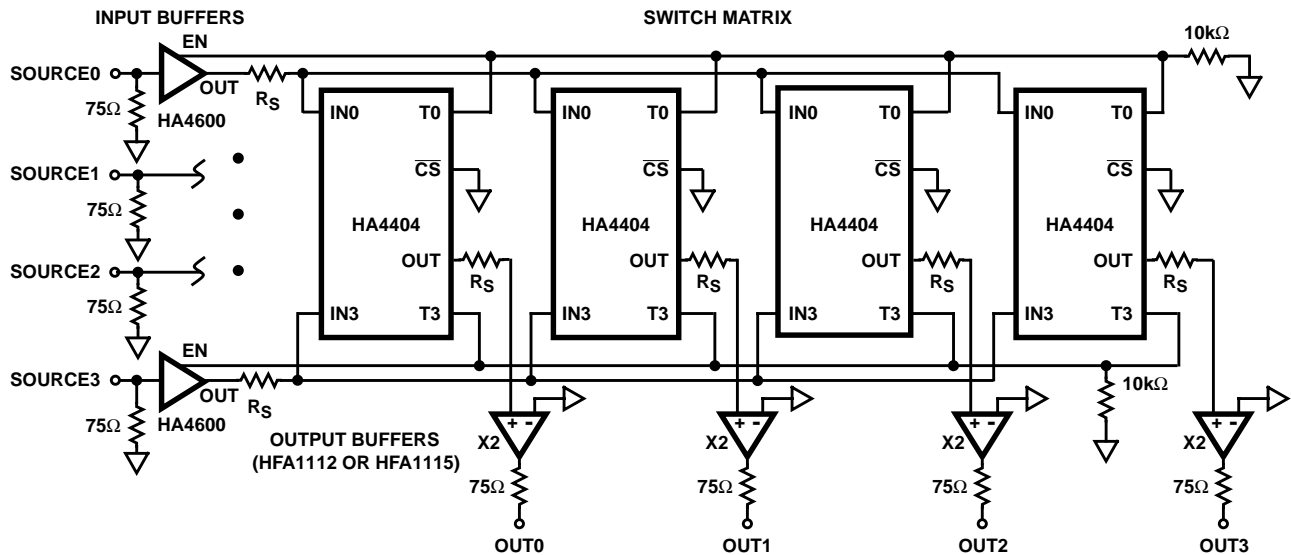 INPUT BUFFERS
SWITCH MATRIX
EN
10kΩ
SOURCE0
OUT
RS
75Ω
HA4600
IN0 T0
IN0 T0
IN0 T0
IN0 T0
SOURCE1
CS
CS
CS
CS
75Ω
HA4404
HA4404
HA4404
HA4404
SOURCE2
OUT
RS
OUT
RS
OUT
RS
OUT
RS
75Ω
IN3 T3
IN3 T3
IN3 T3
IN3 T3
EN
SOURCE3
OUT
RS
10kΩ
75Ω
HA4600
OUTPUT BUFFERS
(HFA1112 OR HFA1115)
X2 + -
X2 + -
X2 + -
X2 + -
75Ω
75Ω
75Ω
75Ω
OUT0
OUT1
OUT2
OUT3